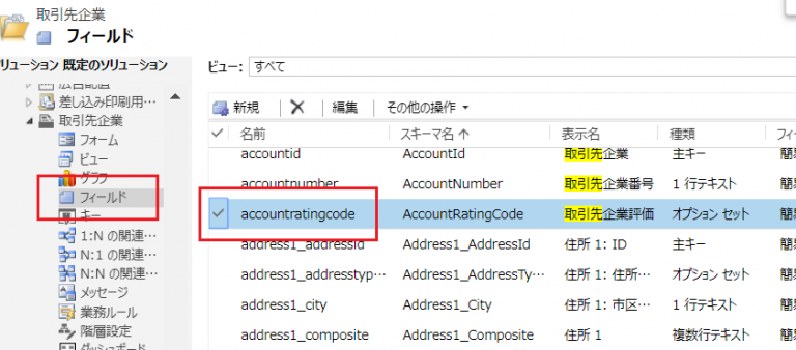 取引先企業
フィールド
リューション 既定のソリューション
ビュー: すべて
差し込み印刷用…
取引先企業
フォーム
ビュー
グラフ
フィールド
キー
1:N の関連…
N:1 の関連…
N:N の関連…
メッセージ
業務ルール
階層設定
ダッシュボード
新規 編集 その他の操作
名前 スキーマ名 表示名 種類 フィ
accountid AccountId 取引先企業 主キー 簡
accountnumber AccountNumber 取引先企業番号 1 行テキスト 簡
accountratingcode AccountRatingCode 取引先企業評価 オプション セット 簡
address1_addressid Address1_AddressId 住所 1: ID 主キー 簡
address1_addresstyp… Address1_AddressTy… 住所 1: 住所… オプション セット 簡
address1_city Address1_City 住所 1: 市区… 1 行テキスト 簡
address1_composite Address1_Composite 住所 1 複数行テキスト 簡